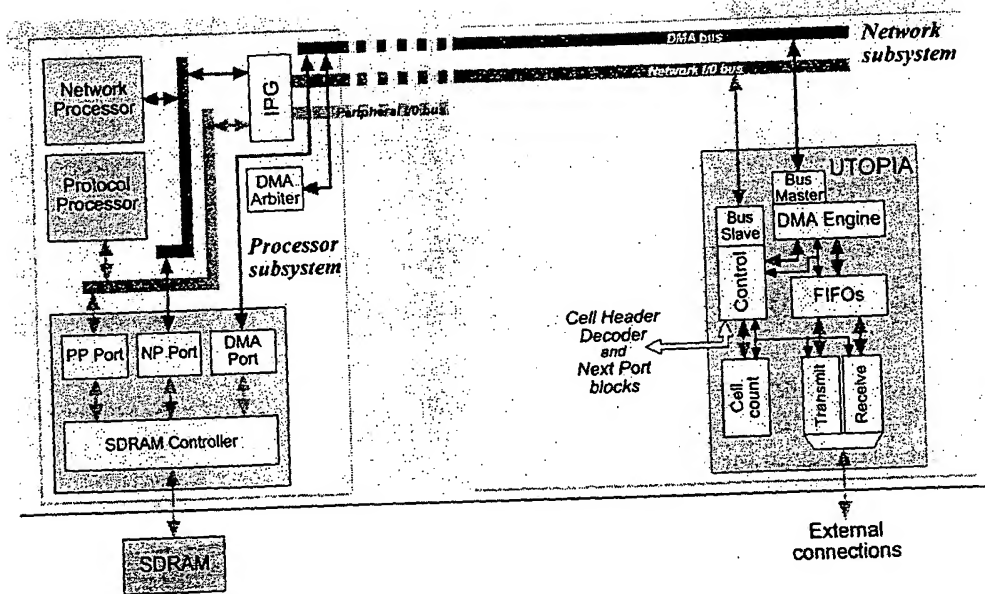 DMA bus
Network
subsystem
Network I/O bus
Network
Processor
IPG
Peripheral I/O bus
Protocol
Processor
DMA
Arbiter
Processor
subsystem
UTOPIA
Bus
Master
DMA Engine
Bus
Slave
Control
FIFOs
Cell Header
Decoder
and
Next Port
blocks
PP Port
NP Port
DMA
Port
Cell
count
Transmit
Receive
SDRAM Controller
SDRAM
External
connections